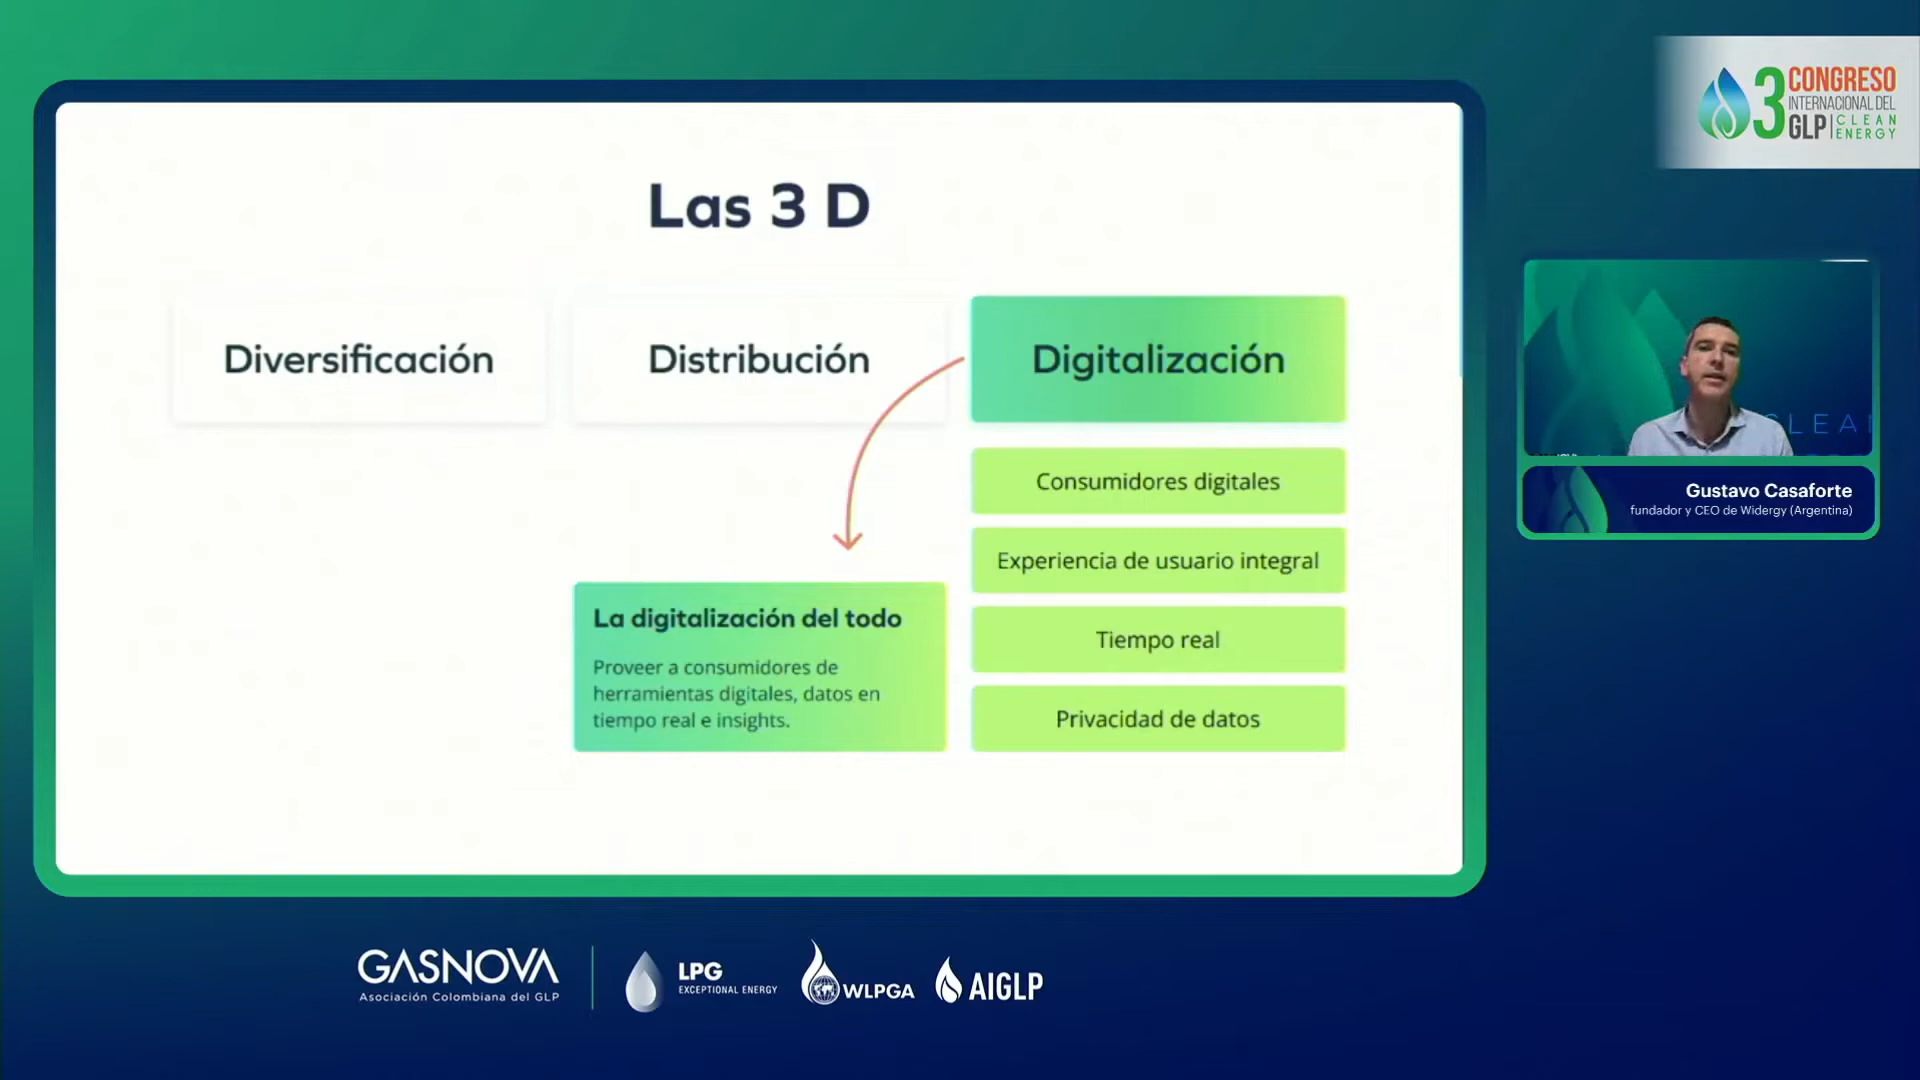 3 CONGRESO
INTERNACIONAL DEL
GLP | CLEAN
ENERGY
Las 3 D
Diversificación
Distribución
Digitalización
Consumidores digitales
Experiencia de usuario integral
Tiempo real
Privacidad de datos
La digitalización del todo
Proveer a consumidores de
herramientas digitales, datos en
tiempo real e insights.
CLEAN
Gustavo Casaforte
fundador y CEO de Widergy (Argentina)
GASNOVA
Asociación Colombiana del GLP
LPG
EXCEPTIONAL ENERGY
WLPGA
AIGLP